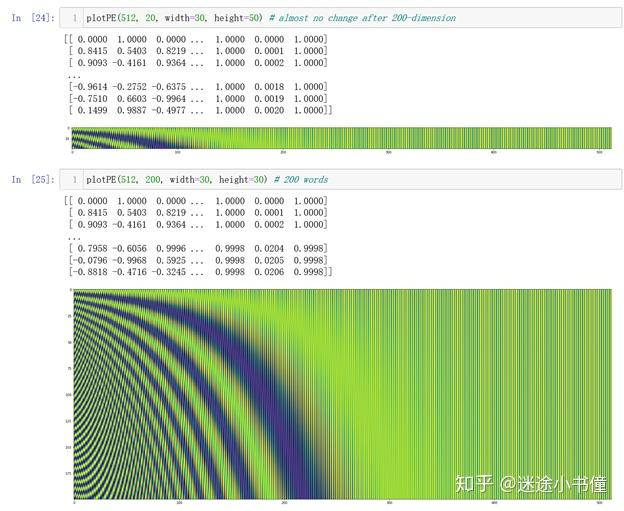 In [24]: 1 plotPE(512, 20, width=30, height=50) # almost no change after 200-dimension
[[ 0.0000 1.0000 0.0000 ... 1.0000 0.0000 1.0000]
[ 0.8415 0.5403 0.8219 ... 1.0000 0.0001 1.0000]
[ 0.9093 -0.4161 0.9364 ... 1.0000 0.0002 1.0000]
...
[-0.9614 -0.2752 -0.6375 ... 1.0000 0.0018 1.0000]
[-0.7510 0.6603 -0.9964 ... 1.0000 0.0019 1.0000]
[ 0.1499 0.9887 -0.4977 ... 1.0000 0.0020 1.0000]]
0 100 200 300 400 500
In [25]: 1 plotPE(512, 200, width=30, height=30) # 200 words
[[ 0.0000 1.0000 0.0000 ... 1.0000 0.0000 1.0000]
[ 0.8415 0.5403 0.8219 ... 1.0000 0.0001 1.0000]
[ 0.9093 -0.4161 0.9364 ... 1.0000 0.0002 1.0000]
...
[ 0.7958 -0.6056 0.9996 ... 0.9998 0.0204 0.9998]
[-0.0796 -0.9968 0.5925 ... 0.9998 0.0205 0.9998]
[-0.8818 -0.4716 -0.3245 ... 0.9998 0.0206 0.9998]]
0
25
50
75
100
125
150
175
知乎 @迷途小书僮
0 100 200 300 400 500